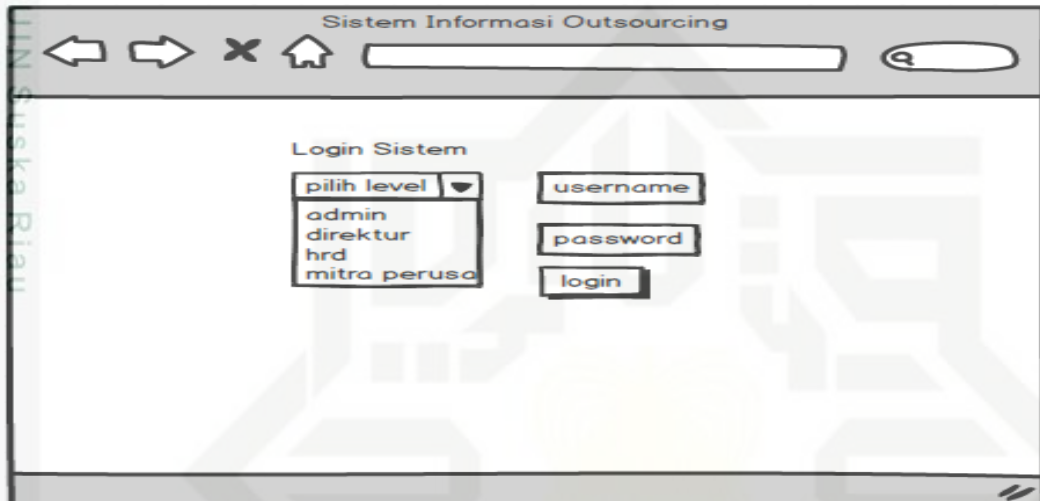 Sistem Informasi Outsourcing
UIN Suska Riau
Login Sistem
pilih level
admin
direktur
hrd
mitra perusa
username
password
login